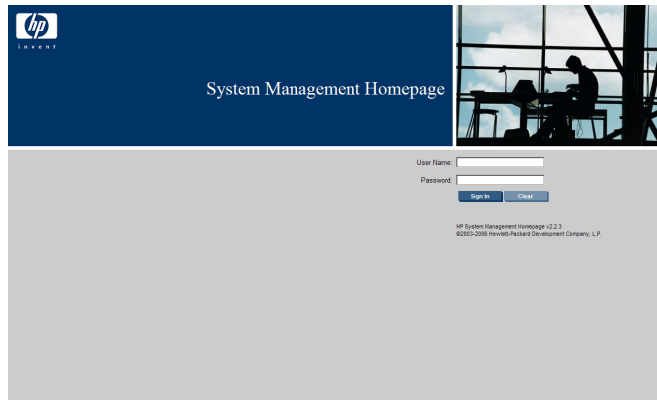 hp
invent
System Management Homepage
User Name:
Password:
Sign In Clear
HP System Management Homepage v2.2.3
©2003-2006 Hewlett-Packard Development Company, L.P.